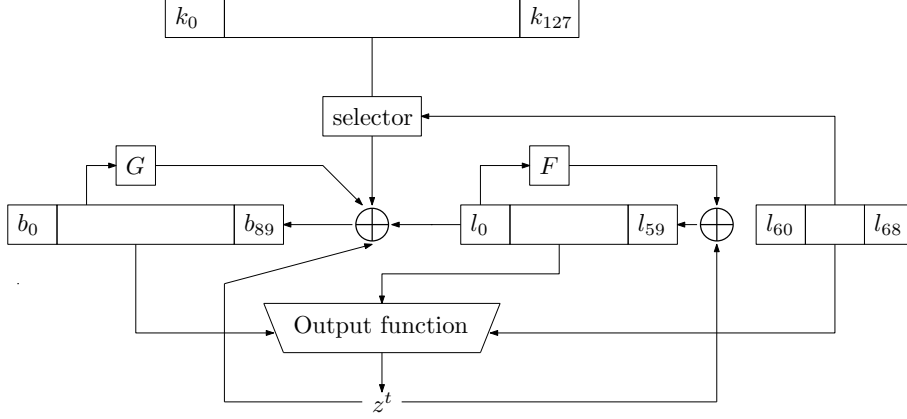 k₀ k₁₂₇
selector
G F
b₀ b₈₉ l₀ l₅₉ l₆₀ l₆₈
Output function
zᵗ